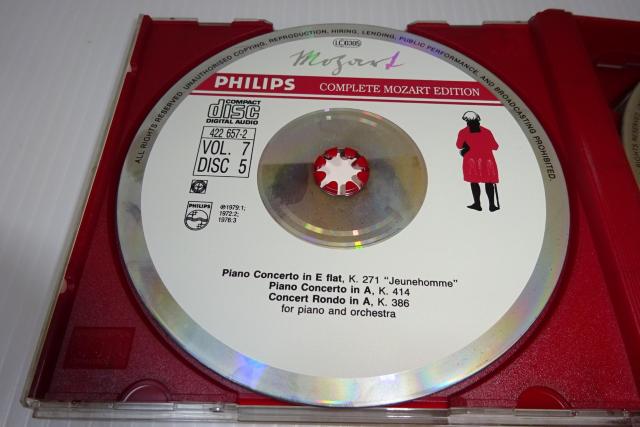 ALL RIGHTS RESERVED. UNAUTHORISED COPYING, REPRODUCTION, HIRING, LENDING, PUBLIC PERFORMANCE, AND BROADCASTING PROHIBITED.
LC0305
Mozart
PHILIPS COMPLETE MOZART EDITION
COMPACT
disc
DIGITAL AUDIO
422 657-2
VOL. 7
DISC 5
PHILIPS
℗1979:1;
1972:2;
1976:3
Piano Concerto in E flat, K. 271 "Jeunehomme"
Piano Concerto in A, K. 414
Concert Rondo in A, K. 386
for piano and orchestra